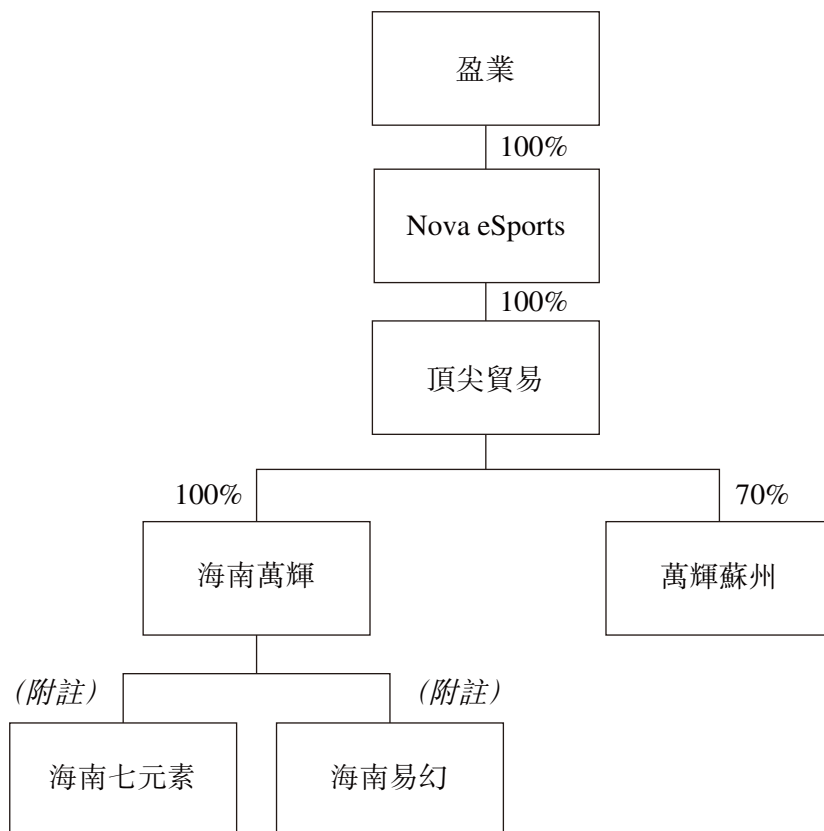 盈業
100%
Nova eSports
100%
頂尖貿易
100%
70%
海南萬輝
萬輝蘇州
(附註)
(附註)
海南七元素
海南易幻